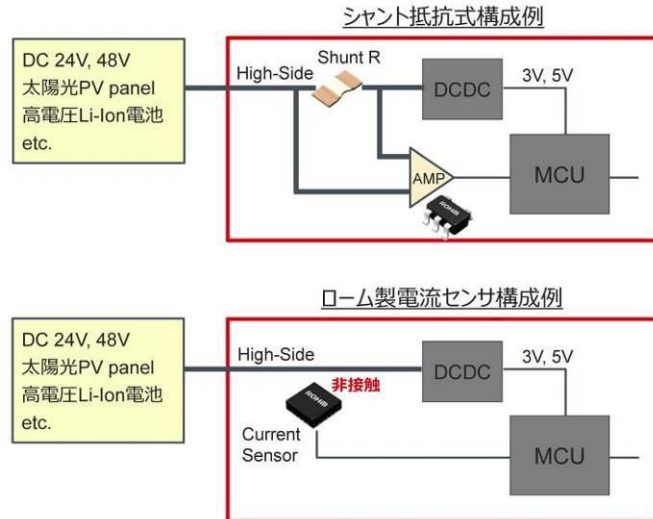 シャント抵抗式構成例
DC 24V, 48V
太陽光PV panel
高電圧Li-Ion電池
etc.
High-Side
Shunt R
DCDC
3V, 5V
AMP
MCU
ROHM
ローム製電流センサ構成例
DC 24V, 48V
太陽光PV panel
高電圧Li-Ion電池
etc.
High-Side
非接触
DCDC
3V, 5V
ROHM
Current
Sensor
MCU